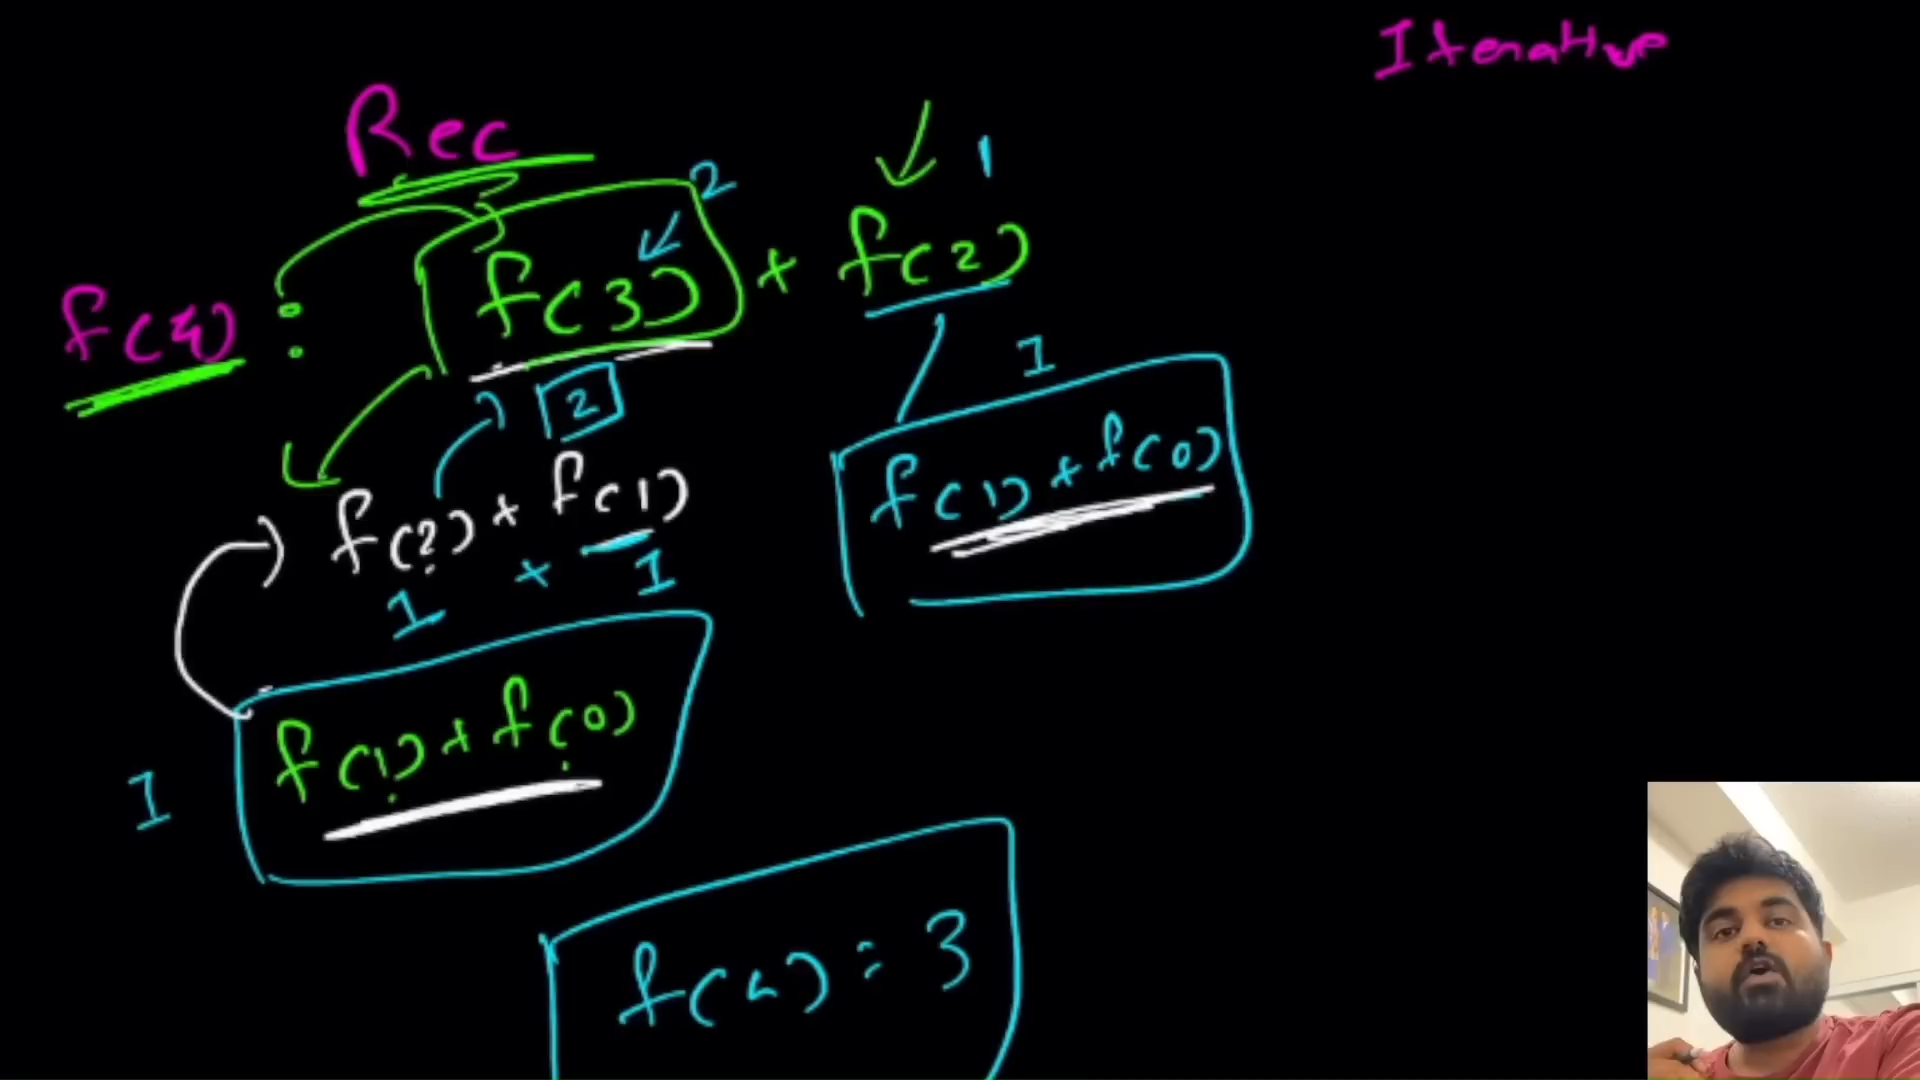 Iterative
Rec
2 1
f(4) : f(3) + f(2)
2 1
f(2) + f(1) f(1) + f(0)
1 + 1
f(1) + f(0)
1
f(4) = 3